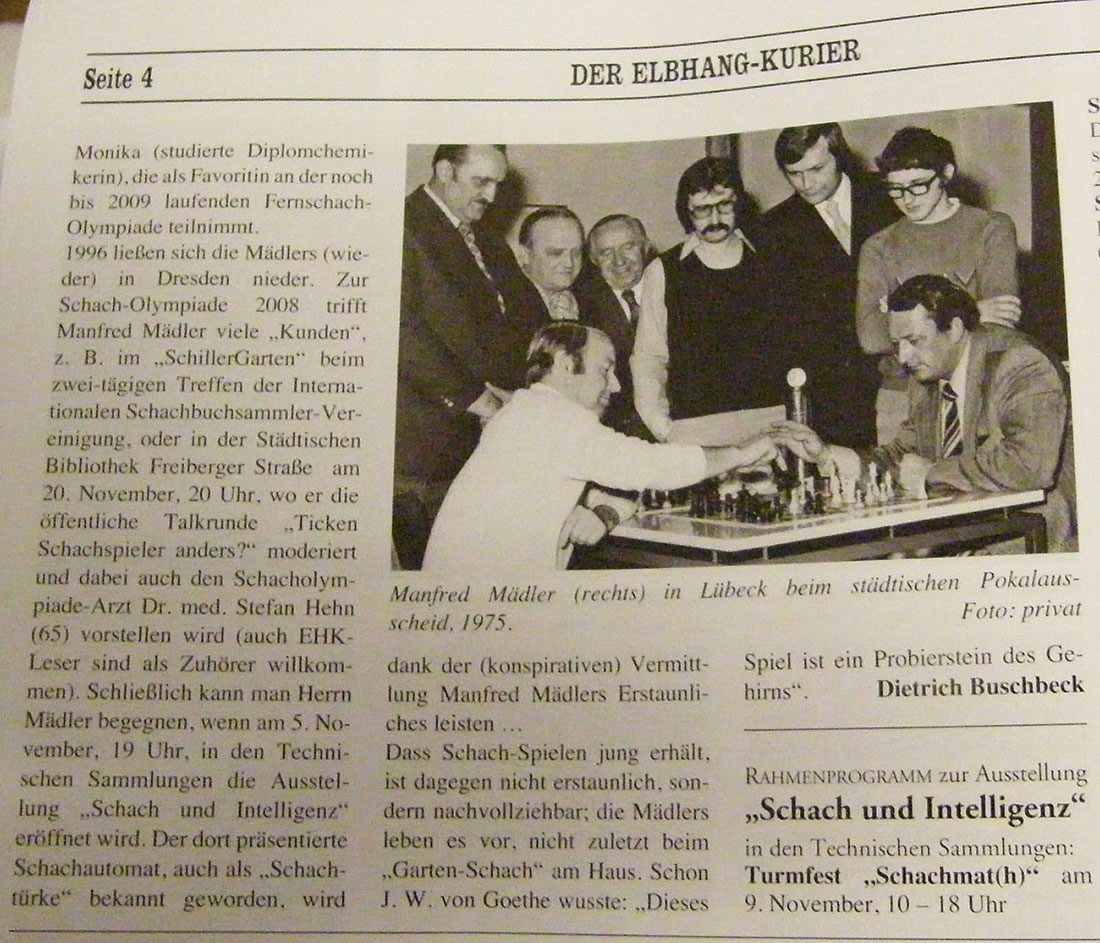 Seite 4
DER ELBHANG-KURIER
Monika (studierte Diplomchemi-
kerin), die als Favoritin an der noch
bis 2009 laufenden Fernschach-
Olympiade teilnimmt.
1996 ließen sich die Mädlers (wie-
der) in Dresden nieder. Zur
Schach-Olympiade 2008 trifft
Manfred Mädler viele „Kunden“,
z. B. im „SchillerGarten“ beim
zwei-tägigen Treffen der Interna-
tionalen Schachbuchsammler-Ver-
einigung, oder in der Städtischen
Bibliothek Freiberger Straße am
20. November, 20 Uhr, wo er die
öffentliche Talkrunde „Ticken
Schachspieler anders?“ moderiert
und dabei auch den Schacholym-
piade-Arzt Dr. med. Stefan Hehn
(65) vorstellen wird (auch EHK-
Leser sind als Zuhörer willkom-
men). Schließlich kann man Herrn
Mädler begegnen, wenn am 5. No-
vember, 19 Uhr, in den Techni-
schen Sammlungen die Ausstel-
lung „Schach und Intelligenz“
eröffnet wird. Der dort präsentierte
Schachautomat, auch als „Schach-
türke“ bekannt geworden, wird
Manfred Mädler (rechts) in Lübeck beim städtischen Pokalaus-
scheid, 1975. Foto: privat
dank der (konspirativen) Vermitt-
lung Manfred Mädlers Erstaunli-
ches leisten ...
Dass Schach-Spielen jung erhält,
ist dagegen nicht erstaunlich, son-
dern nachvollziehbar; die Mädlers
leben es vor, nicht zuletzt beim
„Garten-Schach“ am Haus. Schon
J. W. von Goethe wusste: „Dieses
Spiel ist ein Probierstein des Ge-
hirns“. Dietrich Buschbeck
RAHMENPROGRAMM zur Ausstellung
„Schach und Intelligenz“
in den Technischen Sammlungen:
Turmfest „Schachmat(h)“ am
9. November, 10 – 18 Uhr